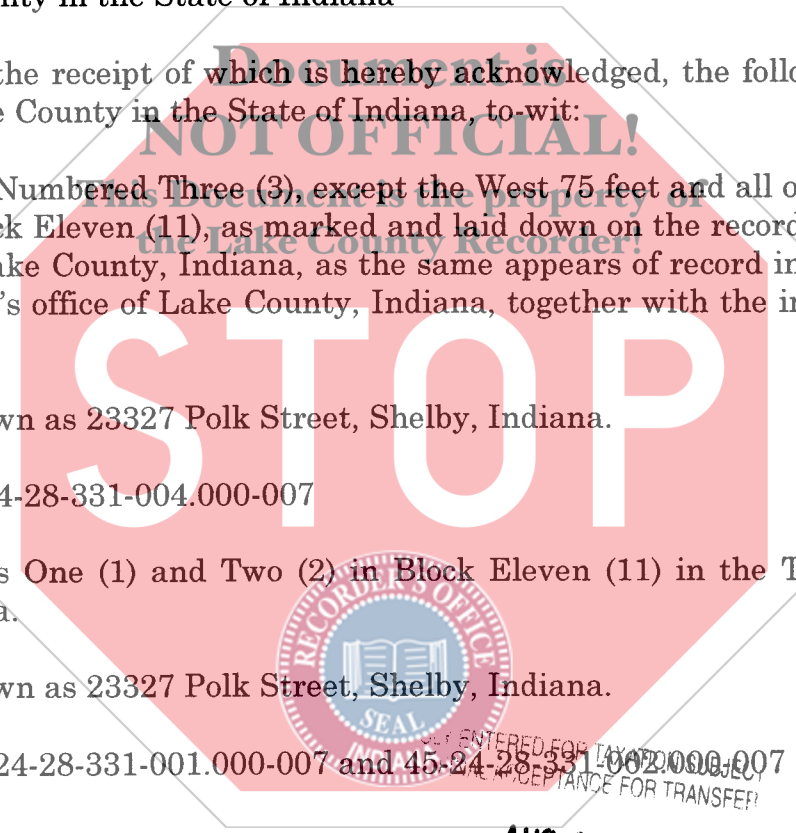 nty in the State of Indiana
Document is
the receipt of which is hereby acknowledged, the follo
e County in the State of Indiana, to-wit:
NOT OFFICIAL!
Numbered Three (3), except the West 75 feet and all o
This Document is the property of
ck Eleven (11), as marked and laid down on the record
the Lake County Recorder!
ake County, Indiana, as the same appears of record in
's office of Lake County, Indiana, together with the in
STOP
wn as 23327 Polk Street, Shelby, Indiana.
4-28-331-004.000-007
s One (1) and Two (2) in Block Eleven (11) in the T
a.
RECORDER'S OFFICE
wn as 23327 Polk Street, Shelby, Indiana.
SEAL
INDIANA
ENTERED FOR TAXATION SUBJECT
24-28-331-001.000-007 and 45-24-28-331-002.000-007
ACCEPTANCE FOR TRANSFER